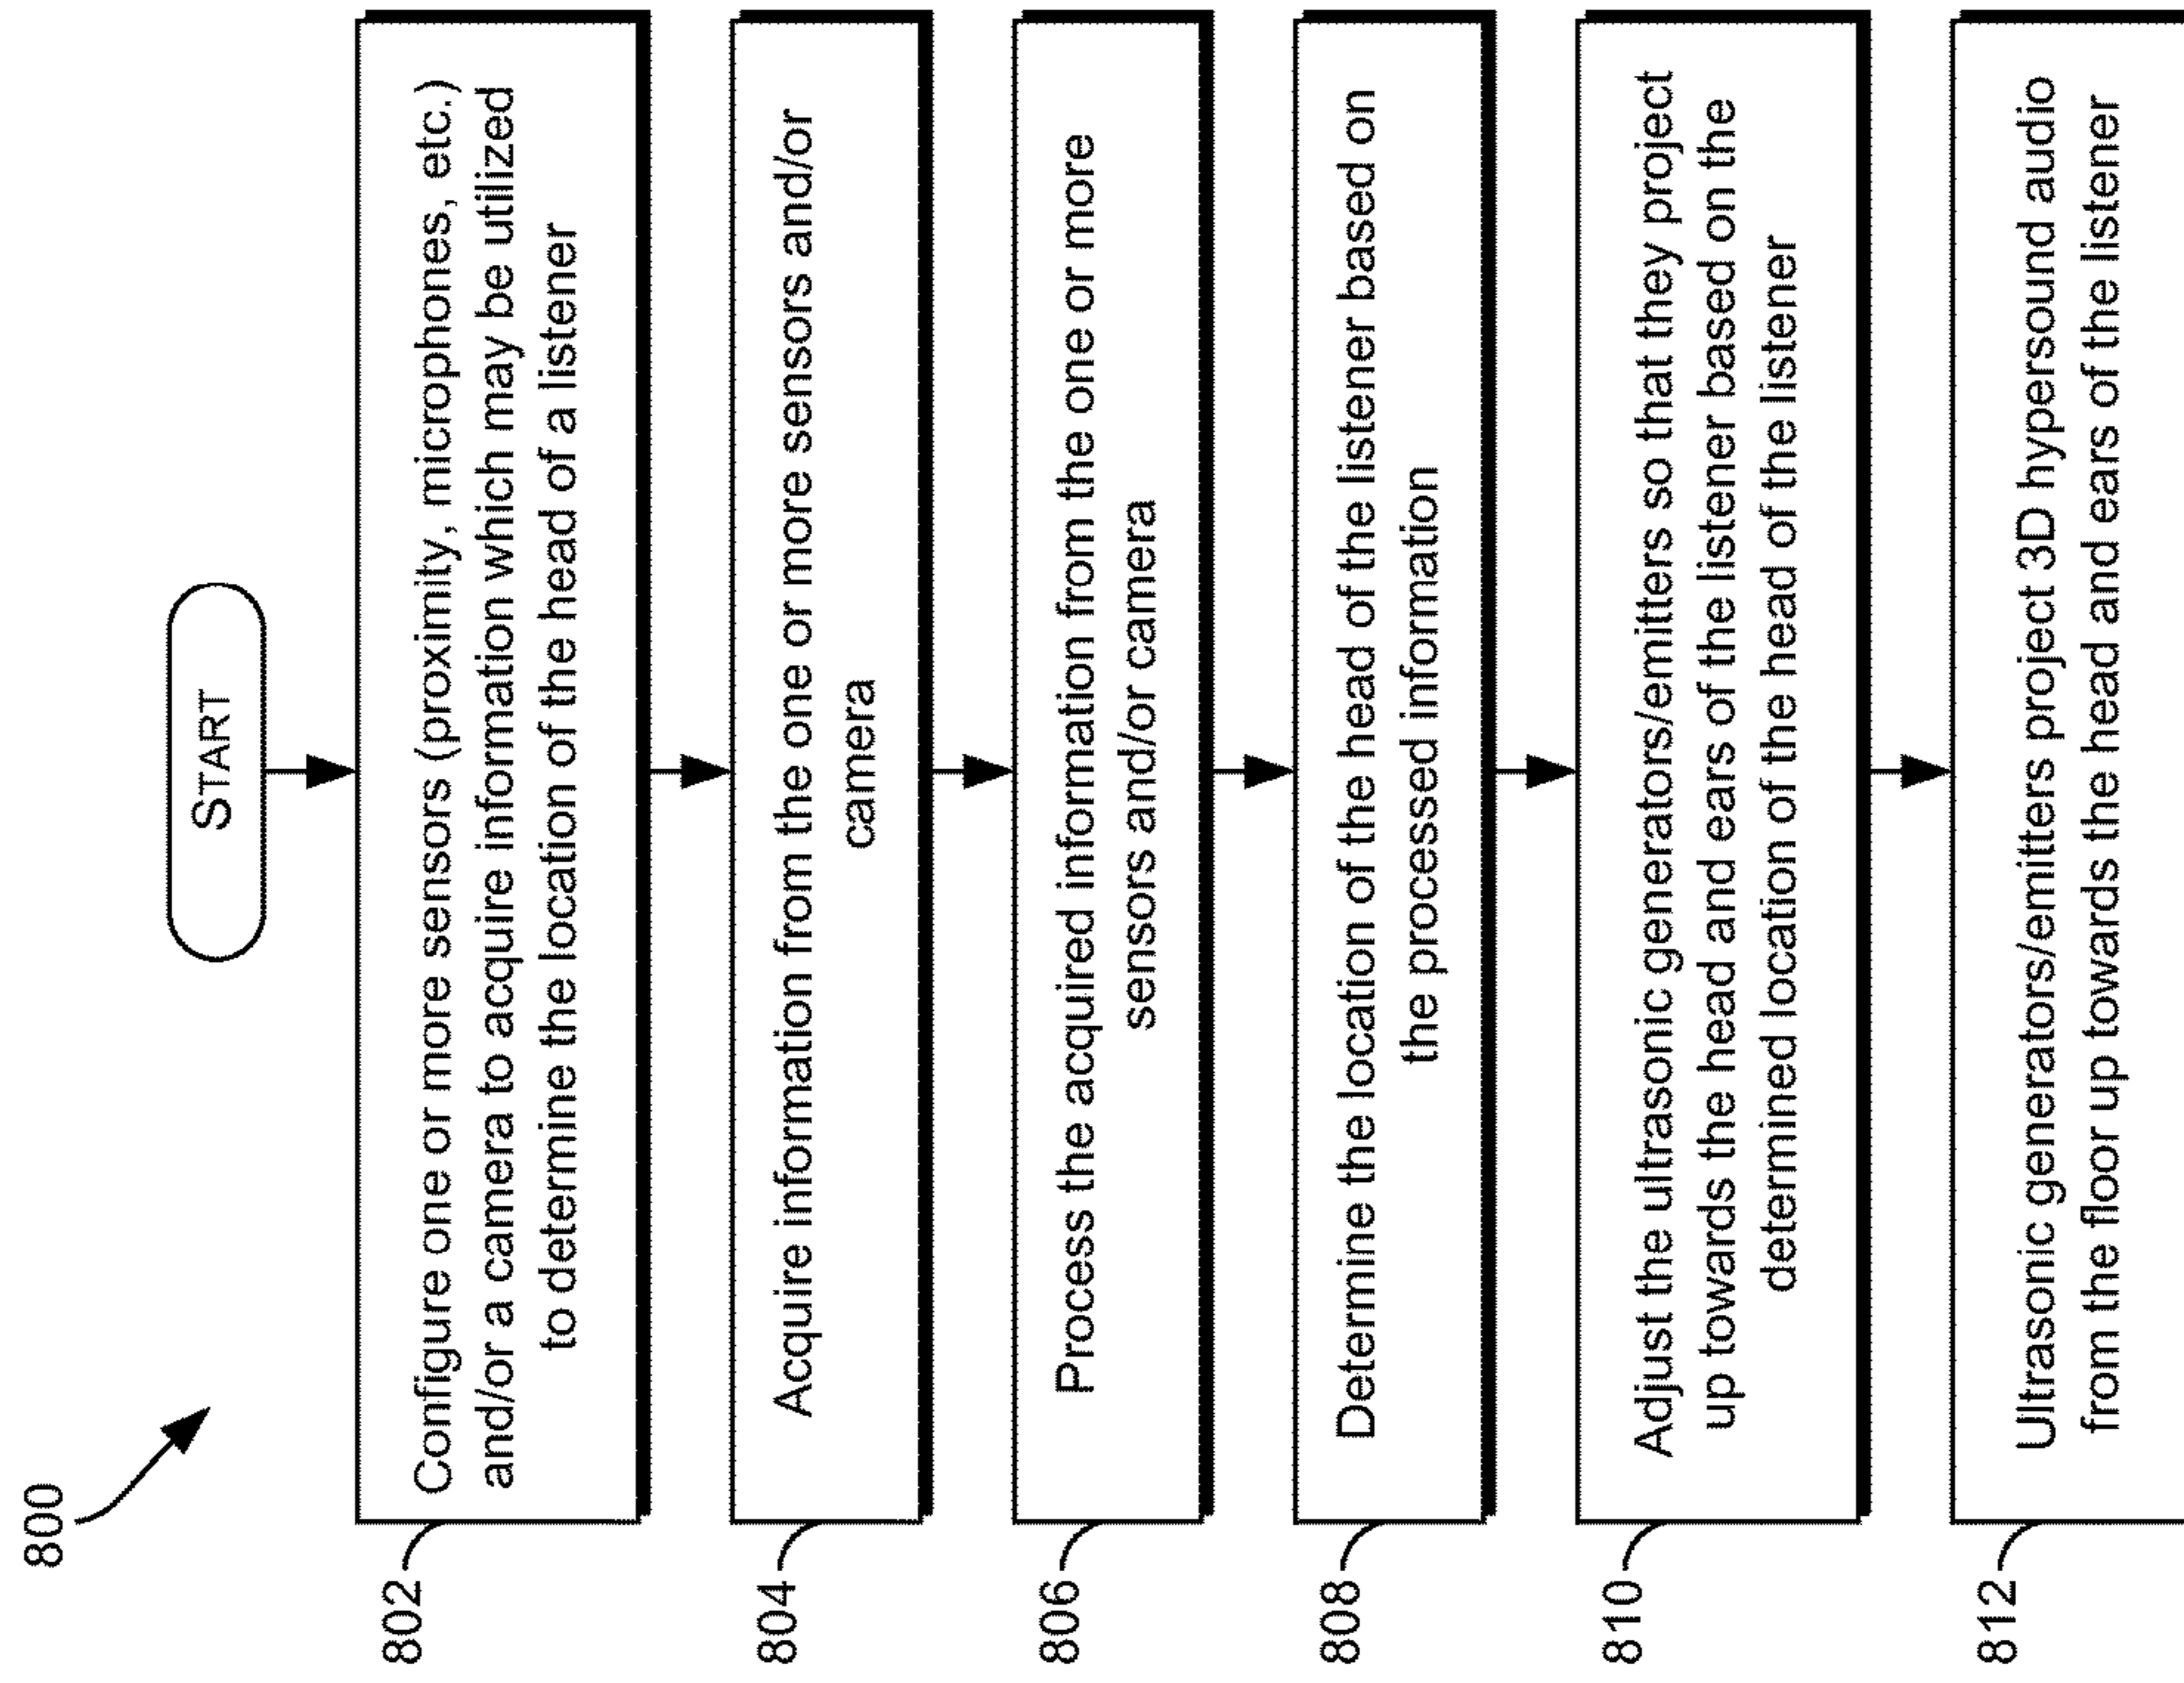 800
START
802
Configure one or more sensors (proximity, microphones, etc.)
and/or a camera to acquire information which may be utilized
to determine the location of the head of a listener
804
Acquire information from the one or more sensors and/or
camera
806
Process the acquired information from the one or more
sensors and/or camera
808
Determine the location of the head of the listener based on
the processed information
810
Adjust the ultrasonic generators/emitters so that they project
up towards the head and ears of the listener based on the
determined location of the head of the listener
812
Ultrasonic generators/emitters project 3D hypersound audio
from the floor up towards the head and ears of the listener